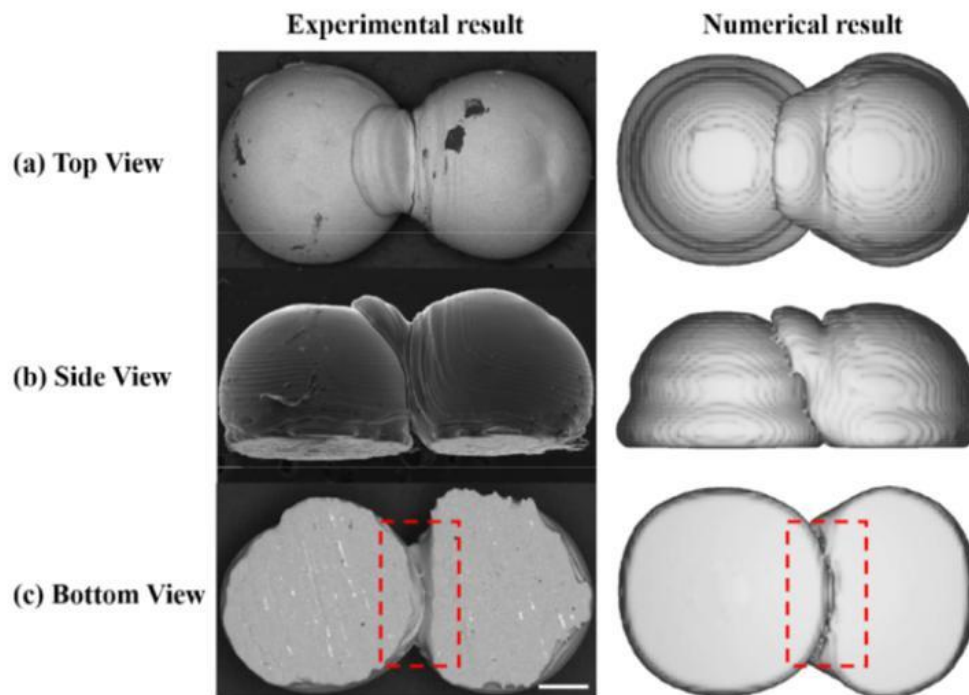 Experimental result
Numerical result
(a) Top View
(b) Side View
(c) Bottom View